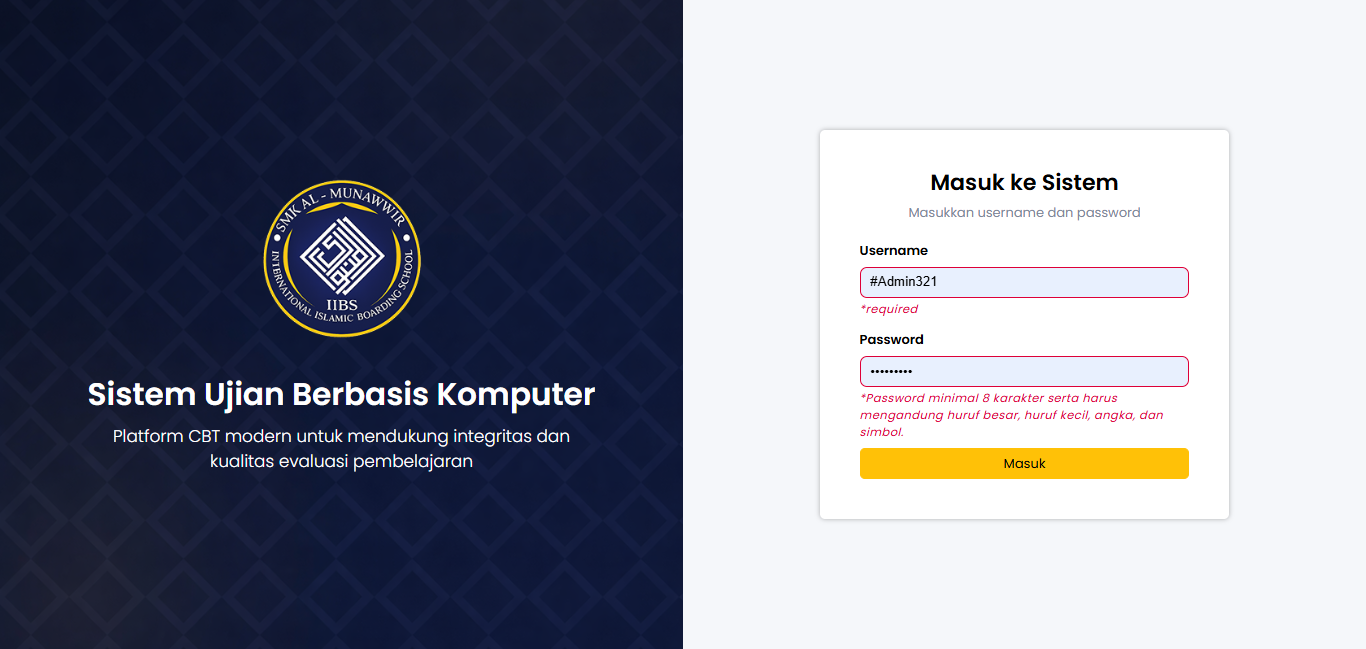 SMK AL - MUNAWWIR
IIBS
INTERNATIONAL ISLAMIC BOARDING SCHOOL
Sistem Ujian Berbasis Komputer
Platform CBT modern untuk mendukung integritas dan
kualitas evaluasi pembelajaran
Masuk ke Sistem
Masukkan username dan password
Username
#Admin321
*required
Password
•••••••••
*Password minimal 8 karakter serta harus
mengandung huruf besar, huruf kecil, angka, dan
simbol.
Masuk